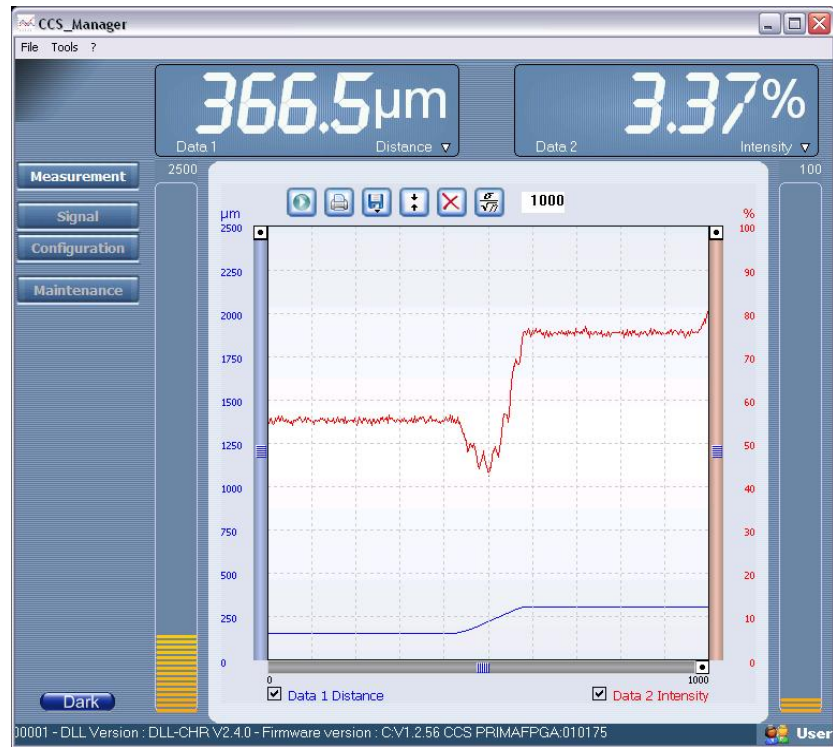 CCS_Manager
File Tools ?
366.5 µm
Data 1 Distance
3.37%
Data 2 Intensity
Measurement
Signal
Configuration
Maintenance
Dark
2500
100
1000
µm
2500
2250
2000
1750
1500
1250
1000
750
500
250
0
%
100
90
80
70
60
50
40
30
20
10
0
0 1000
Data 1 Distance
Data 2 Intensity
00001 - DLL Version : DLL-CHR V2.4.0 - Firmware version : C:V1.2.56 CCS PRIMAFPGA:010175
User